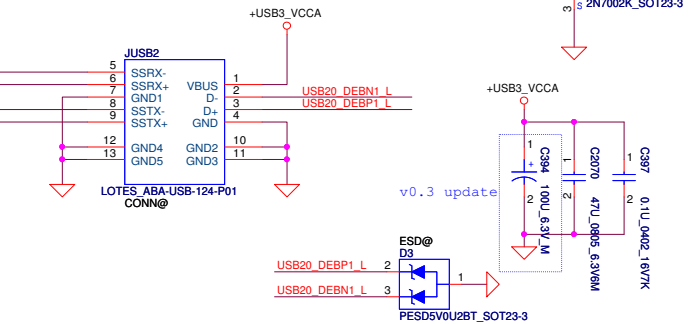 3
S
2N7002K_SOT23-3
+USB3_VCCA
JUSB2
5 SSRX-
6 SSRX+
7 GND1
8 SSTX-
9 SSTX+
12 GND4
13 GND5
VBUS 1
D- 2 USB20_DEBN1_L
D+ 3 USB20_DEBP1_L
GND 4
GND2 10
GND3 11
LOTES_ABA-USB-124-P01
CONN@
+USB3_VCCA
v0.3 update
1
+
2
C394 100U_6.3V_M
1
2
C2070 47U_0805_6.3V6M
1
2
C397 0.1U_0402_16V7K
ESD@
D3
USB20_DEBP1_L 2
USB20_DEBN1_L 3
1
PESD5V0U2BT_SOT23-3